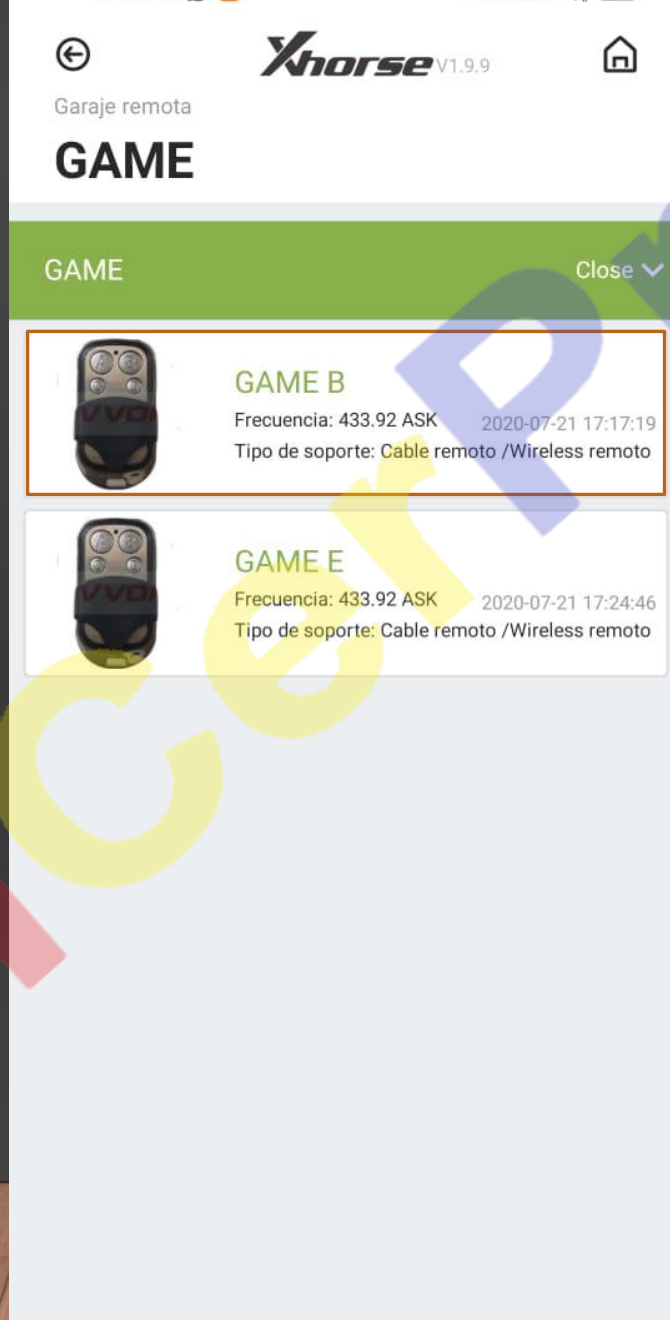 Xhorse V1.9.9
Garaje remota
GAME
GAME Close
GAME B
Frecuencia: 433.92 ASK 2020-07-21 17:17:19
Tipo de soporte: Cable remoto /Wireless remoto
GAME E
Frecuencia: 433.92 ASK 2020-07-21 17:24:46
Tipo de soporte: Cable remoto /Wireless remoto